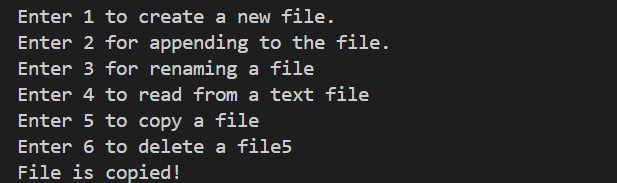 Enter 1 to create a new file.
Enter 2 for appending to the file.
Enter 3 for renaming a file
Enter 4 to read from a text file
Enter 5 to copy a file
Enter 6 to delete a file5
File is copied!